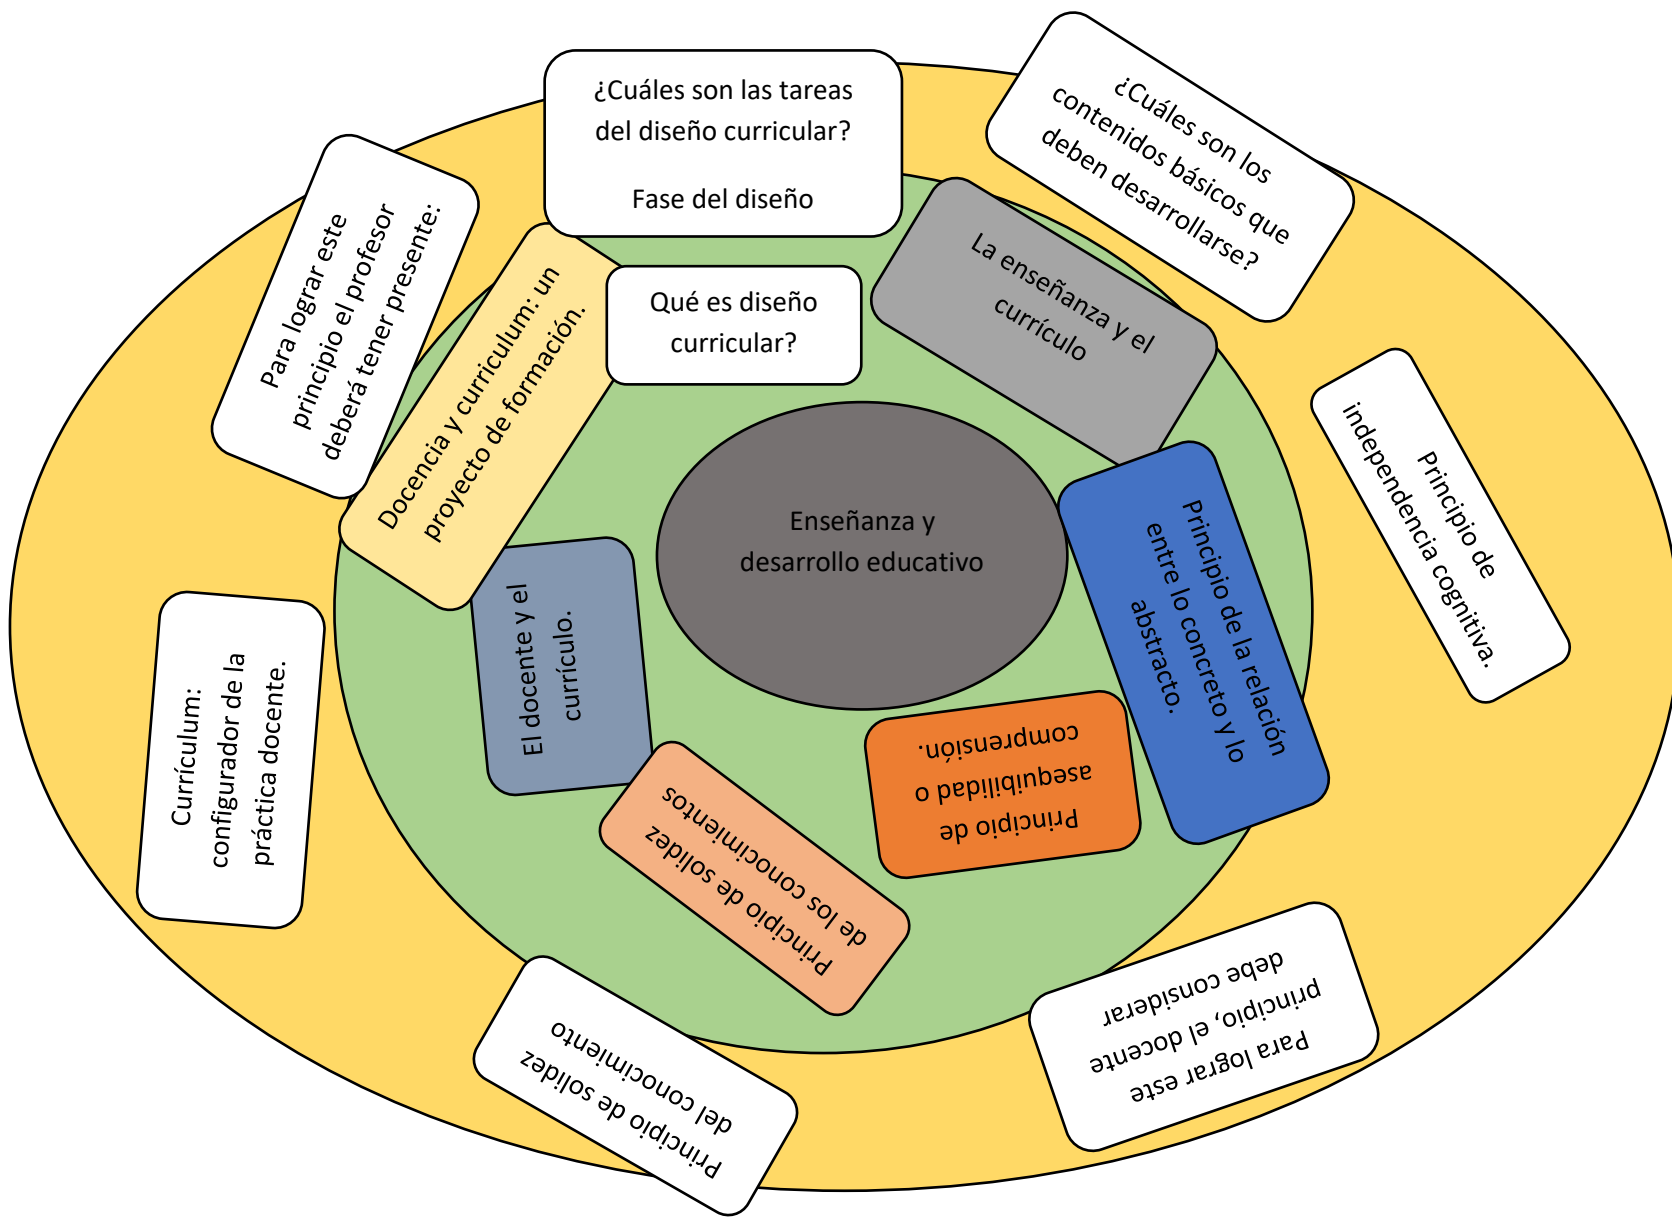 ¿Cuáles son las tareas
del diseño curricular?
Fase del diseño
¿Cuáles son los
contenidos básicos que
deben desarrollarse?
Para lograr este
principio el profesor
deberá tener presente:
Docencia y curriculum: un
proyecto de formación.
Qué es diseño
curricular?
La enseñanza y el
currículo
Principio de
independencia cognitiva.
Enseñanza y
desarrollo educativo
Principio de la relación
entre lo concreto y lo
abstracto.
El docente y el
currículo.
Currículum:
configurador de la
práctica docente.
Principio de
asequibilidad o
comprensión.
Principio de solidez
de los conocimientos
Principio de solidez
del conocimiento
Para lograr este
principio, el docente
debe considerar